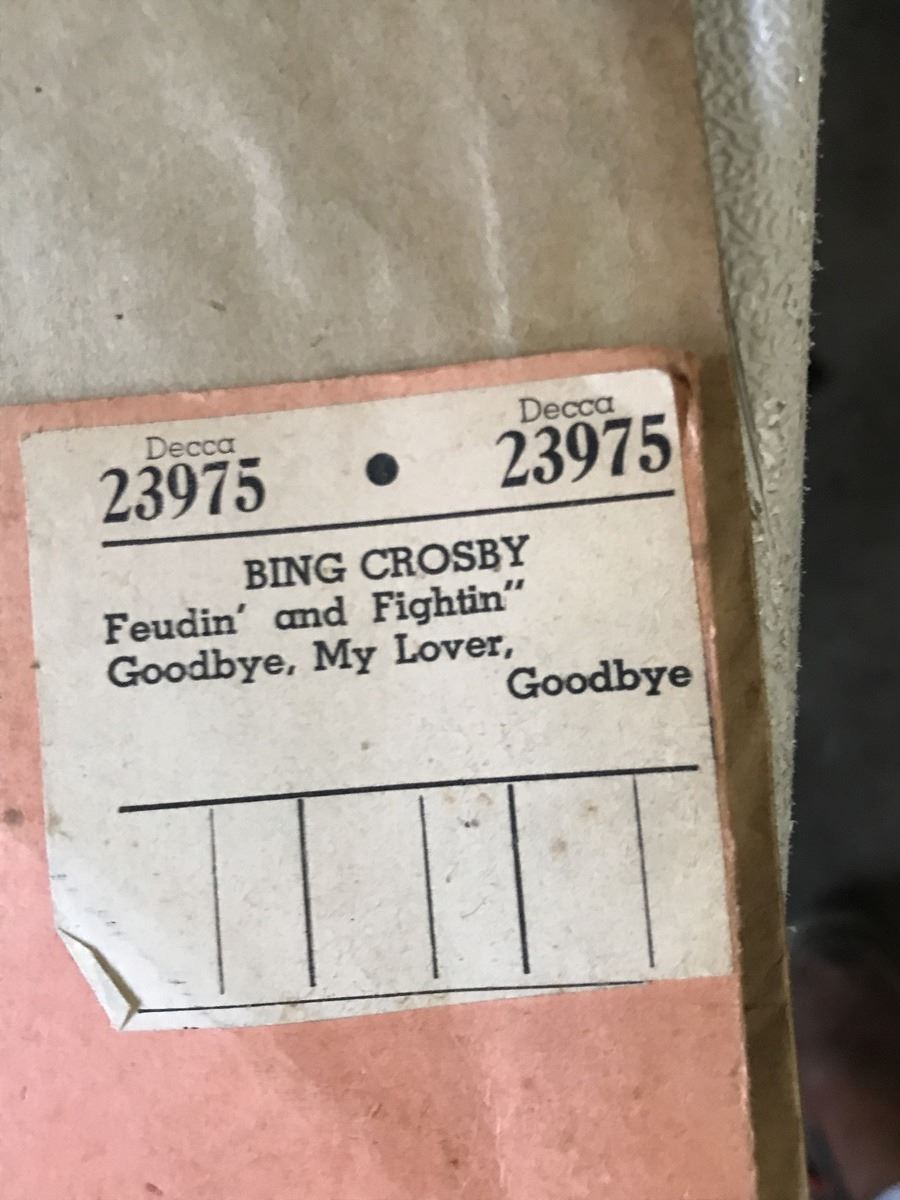 Decca Decca
23975 • 23975
BING CROSBY
Feudin' and Fightin"
Goodbye, My Lover,
Goodbye